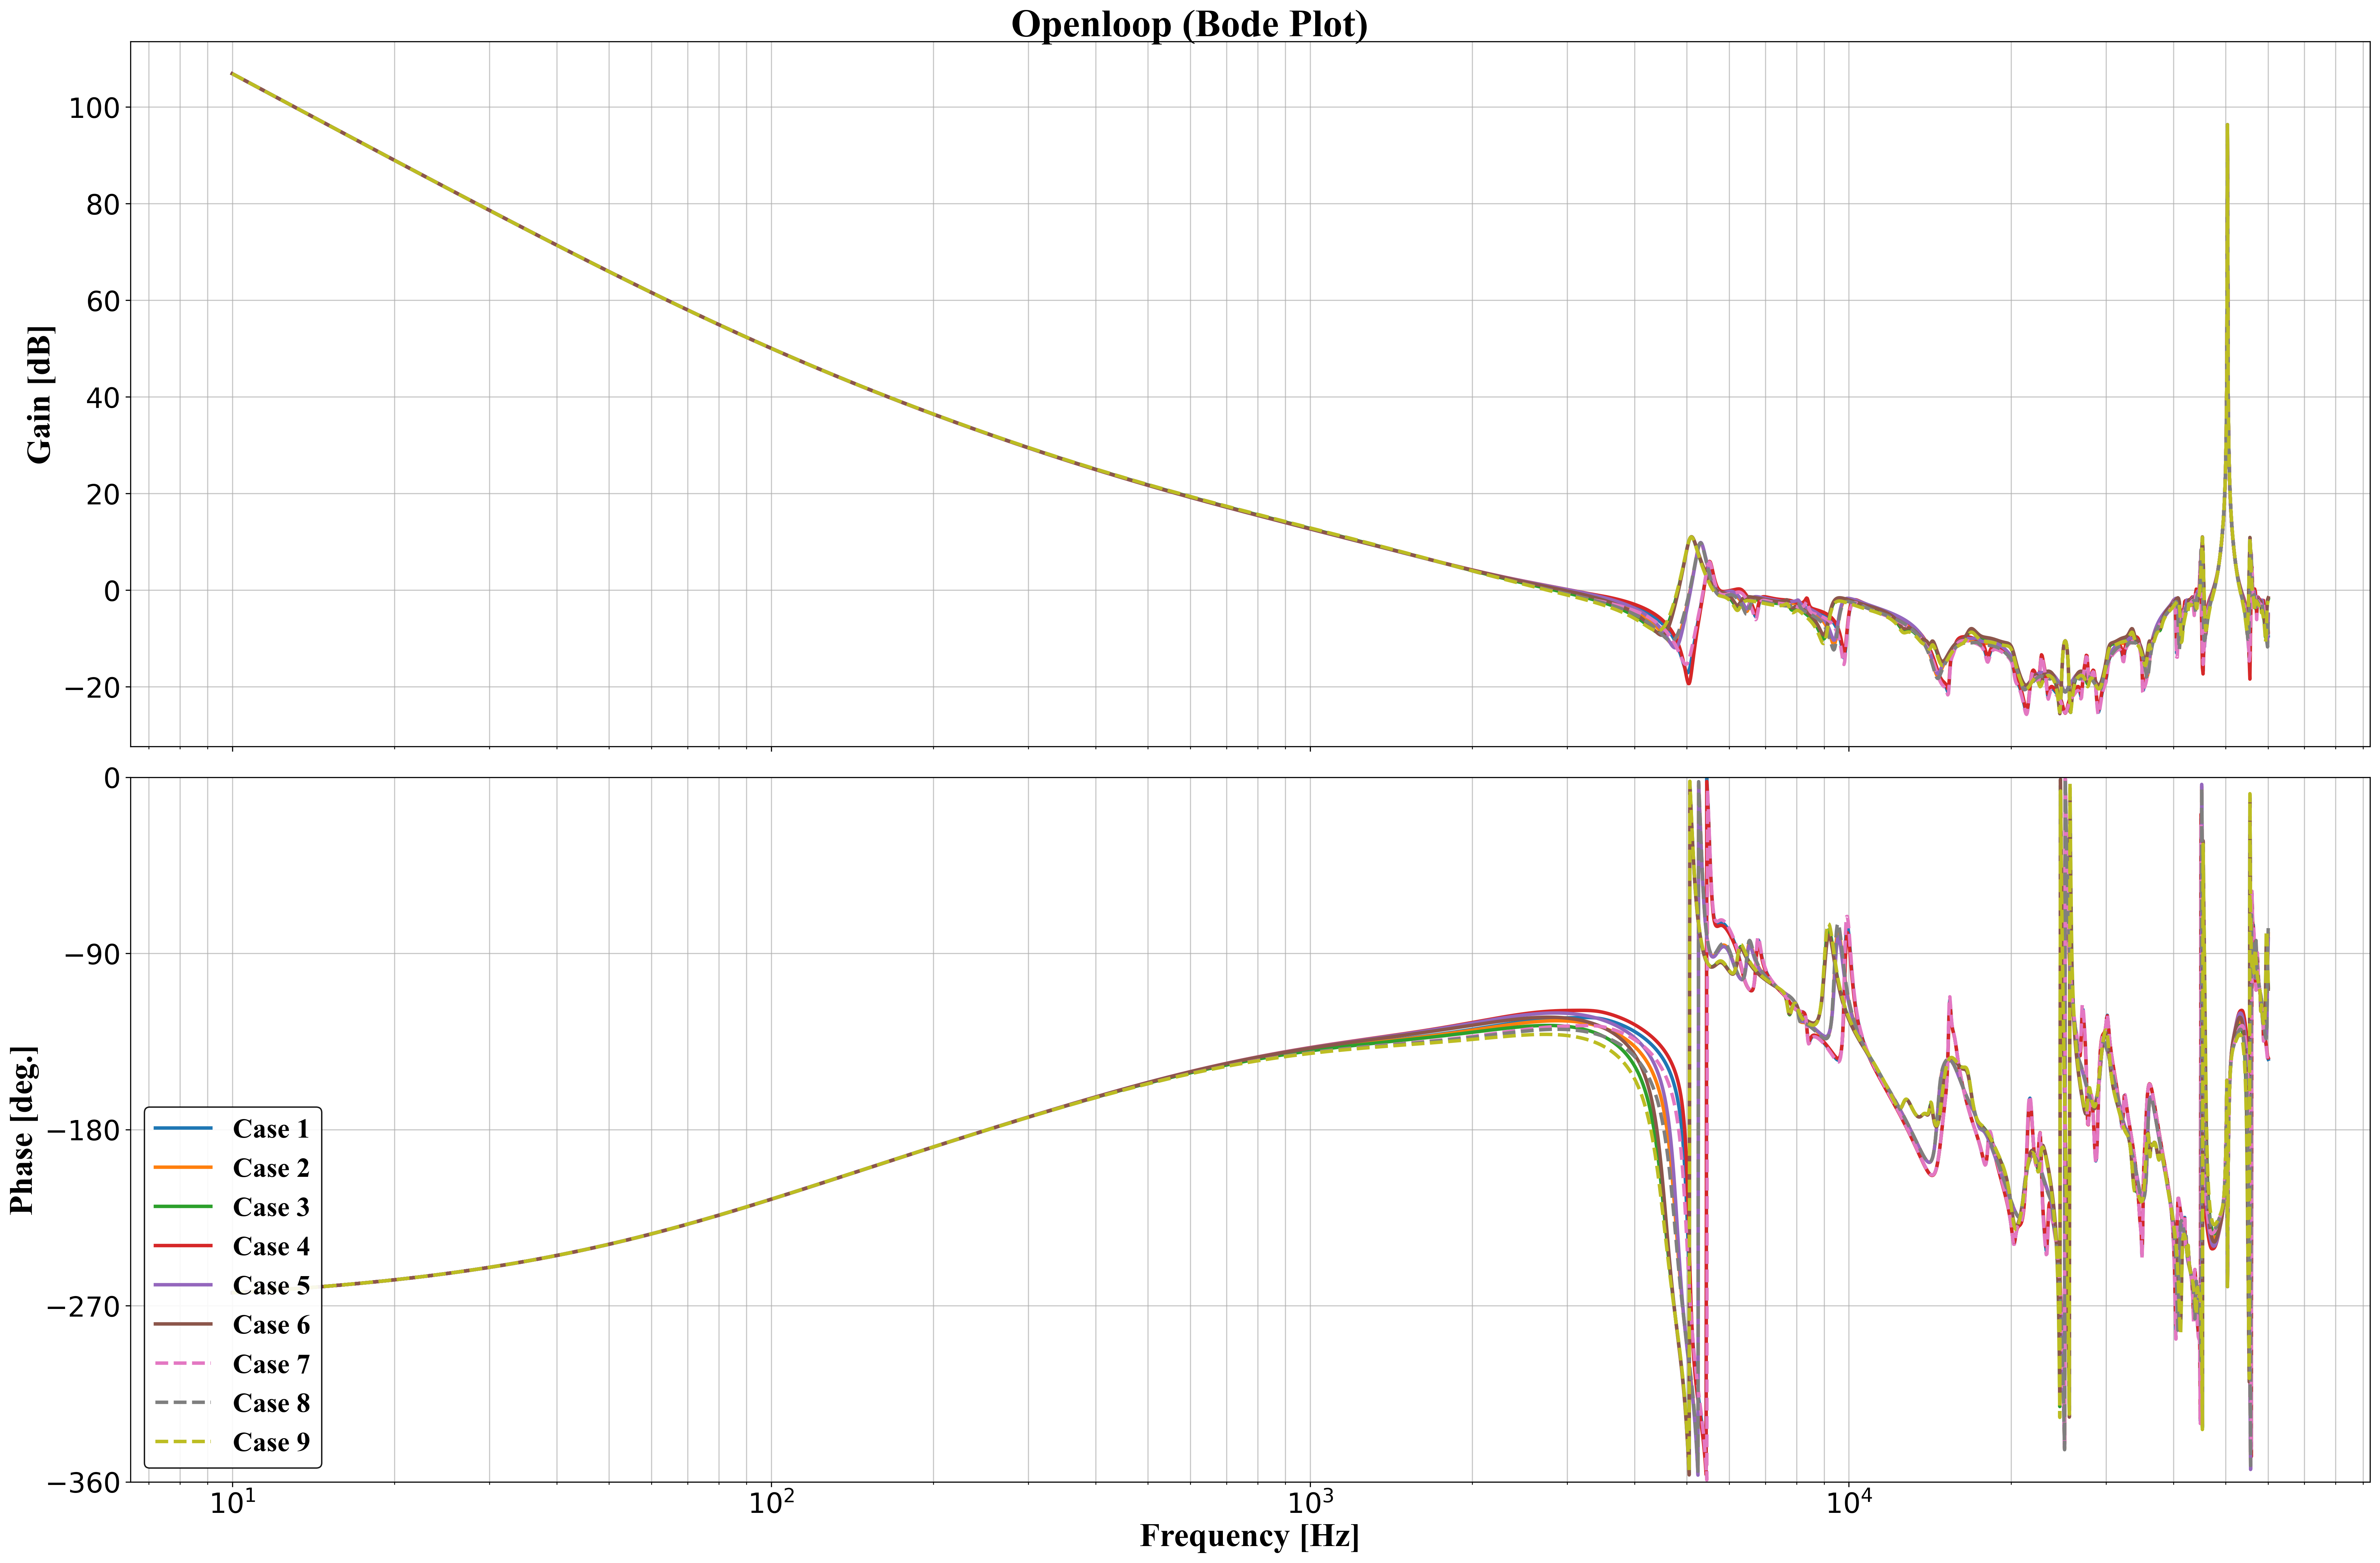 Openloop (Bode Plot)
Gain [dB]
100
80
60
40
20
0
−20
Phase [deg.]
0
−90
−180
−270
−360
Case 1
Case 2
Case 3
Case 4
Case 5
Case 6
Case 7
Case 8
Case 9
10¹
10²
10³
10⁴
Frequency [Hz]